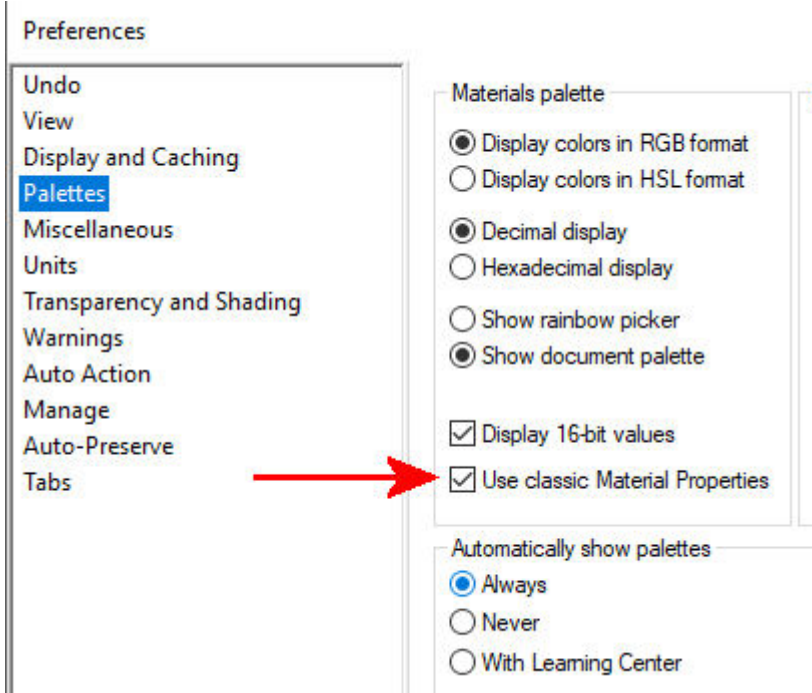 Preferences
Undo
View
Display and Caching
Palettes
Miscellaneous
Units
Transparency and Shading
Warnings
Auto Action
Manage
Auto-Preserve
Tabs
Materials palette
Display colors in RGB format
Display colors in HSL format
Decimal display
Hexadecimal display
Show rainbow picker
Show document palette
Display 16-bit values
Use classic Material Properties
Automatically show palettes
Always
Never
With Learning Center